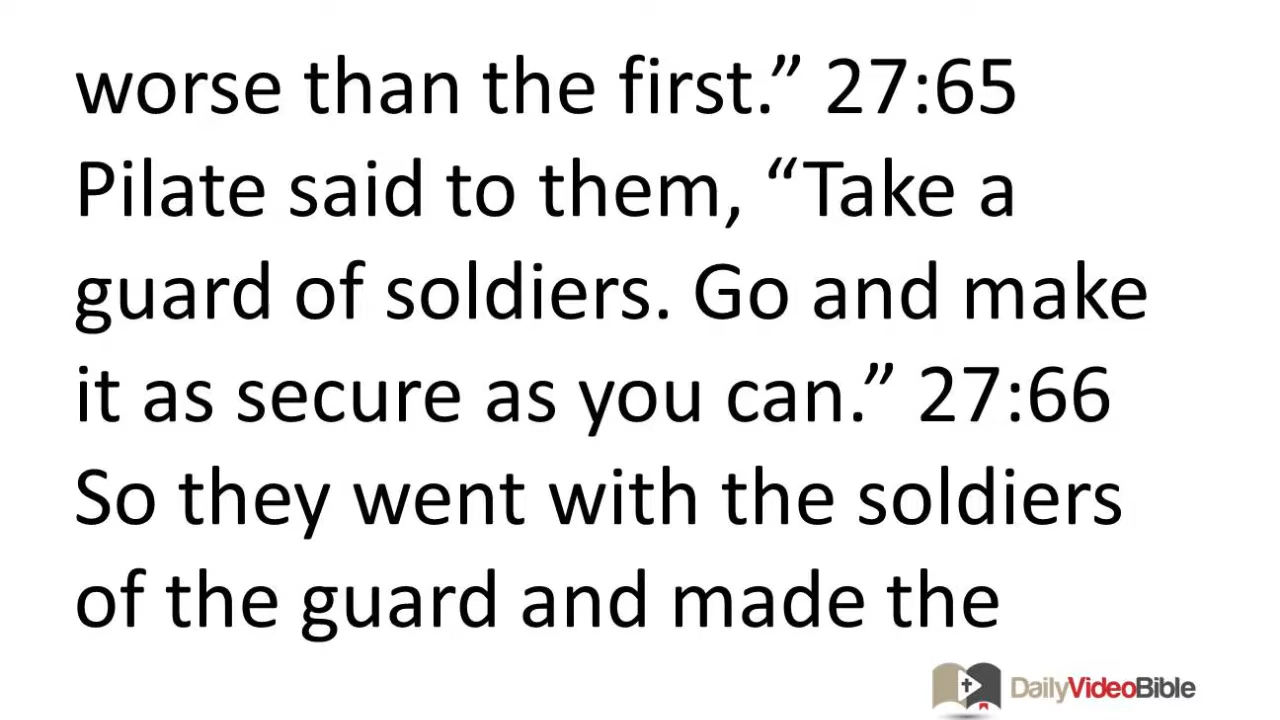 worse than the first.” 27:65
Pilate said to them, “Take a
guard of soldiers. Go and make
it as secure as you can.” 27:66
So they went with the soldiers
of the guard and made the
DailyVideoBible